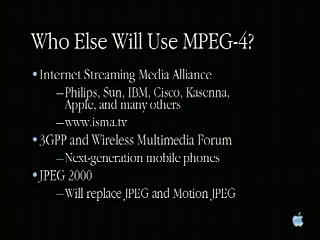 Who Else Will Use MPEG-4?
• Internet Streaming Media Alliance
– Philips, Sun, IBM, Cisco, Kasenna,
Apple, and many others
– www.isma.tv
• 3GPP and Wireless Multimedia Forum
– Next-generation mobile phones
• JPEG 2000
– Will replace JPEG and Motion JPEG